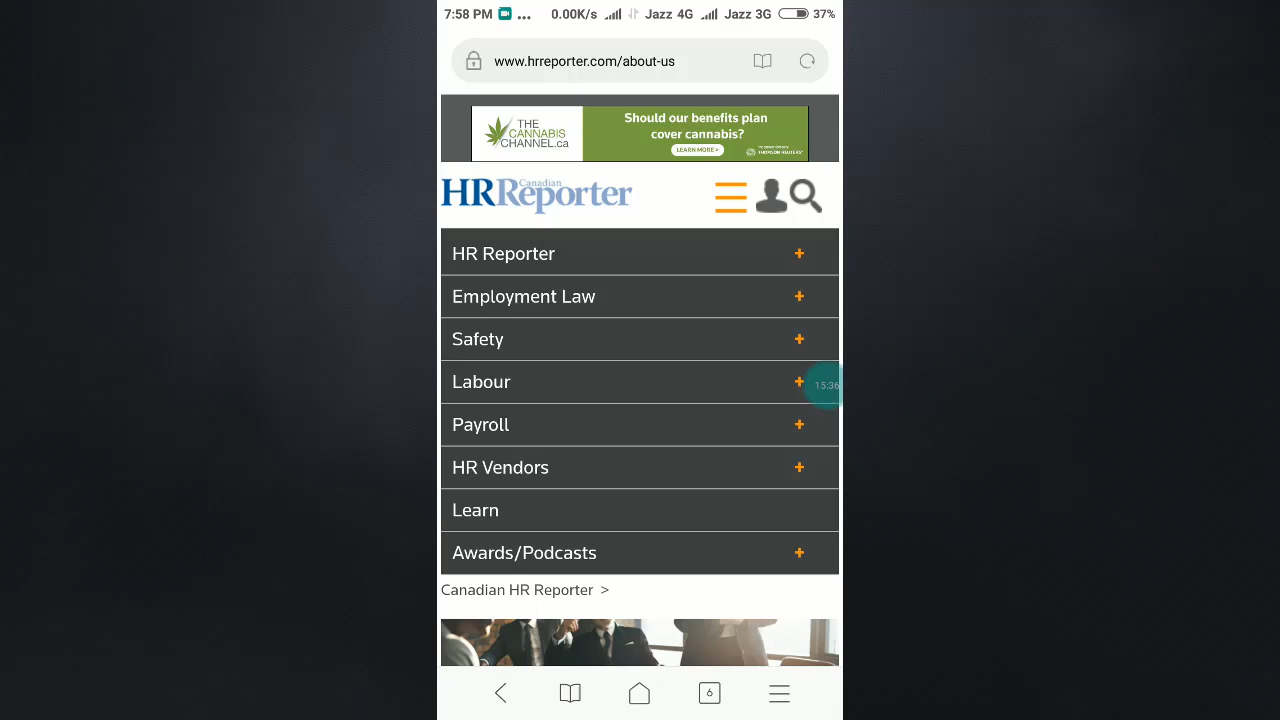 7:58 PM ... 0.00K/s Jazz 4G Jazz 3G 37%
www.hrreporter.com/about-us
THE
CANNABIS
CHANNEL.ca
Should our benefits plan
cover cannabis?
LEARN MORE >
THOMSON REUTERS®
Canadian
HRReporter
HR Reporter +
Employment Law +
Safety +
Labour +
15:36
Payroll +
HR Vendors +
Learn
Awards/Podcasts +
Canadian HR Reporter >
6